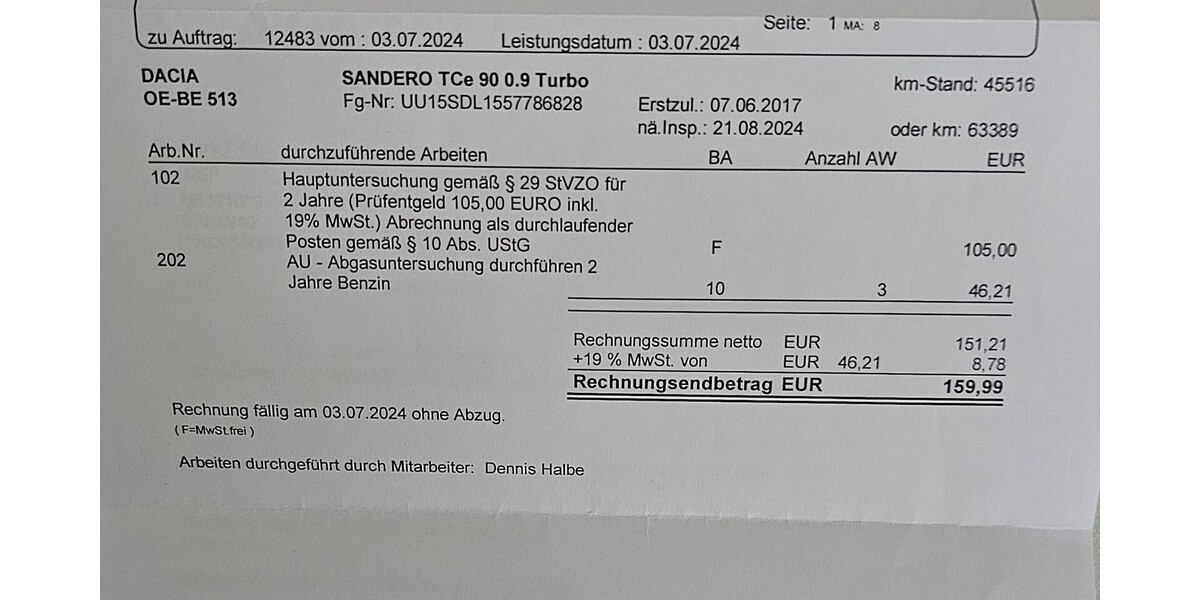 Seite: 1 MA: 8
zu Auftrag: 12483 vom : 03.07.2024 Leistungsdatum : 03.07.2024
DACIA SANDERO TCe 90 0.9 Turbo km-Stand: 45516
OE-BE 513 Fg-Nr: UU15SDL1557786828 Erstzul.: 07.06.2017
nä.Insp.: 21.08.2024 oder km: 63389
Arb.Nr. durchzuführende Arbeiten BA Anzahl AW EUR
102 Hauptuntersuchung gemäß § 29 StVZO für
2 Jahre (Prüfentgeld 105,00 EURO inkl.
19% MwSt.) Abrechnung als durchlaufender
Posten gemäß § 10 Abs. UStG F 105,00
202 AU - Abgasuntersuchung durchführen 2
Jahre Benzin 10 3 46,21
Rechnungssumme netto EUR 151,21
+19 % MwSt. von EUR 46,21 8,78
Rechnungsendbetrag EUR 159,99
Rechnung fällig am 03.07.2024 ohne Abzug.
( F=MwSt.frei )
Arbeiten durchgeführt durch Mitarbeiter: Dennis Halbe